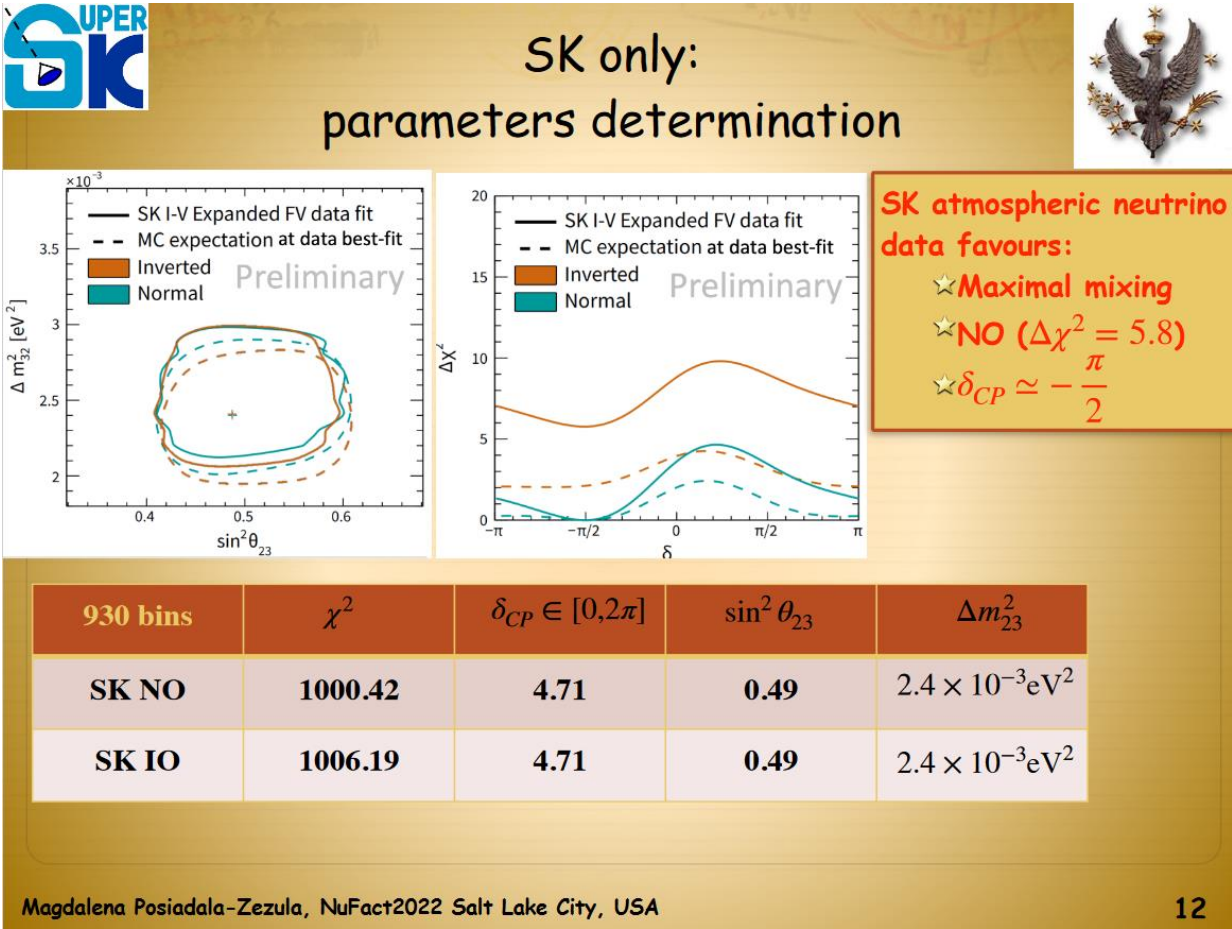 SUPER
K
SK only:
parameters determination
×10⁻³
SK I-V Expanded FV data fit
MC expectation at data best-fit
Inverted
Normal
Preliminary
3.5
3
2.5
2
Δ m²₃₂ [eV²]
0.4 0.5 0.6
sin²θ₂₃
20
15
10
5
0
Δχ²
SK I-V Expanded FV data fit
MC expectation at data best-fit
Inverted
Normal
Preliminary
−π −π/2 0 π/2 π
δ
SK atmospheric neutrino
data favours:
Maximal mixing
NO (Δχ² = 5.8)
δ_CP ≃ − π/2
930 bins χ² δ_CP ∈ [0,2π] sin² θ₂₃ Δm²₂₃
SK NO 1000.42 4.71 0.49 2.4 × 10⁻³eV²
SK IO 1006.19 4.71 0.49 2.4 × 10⁻³eV²
Magdalena Posiadala-Zezula, NuFact2022 Salt Lake City, USA 12